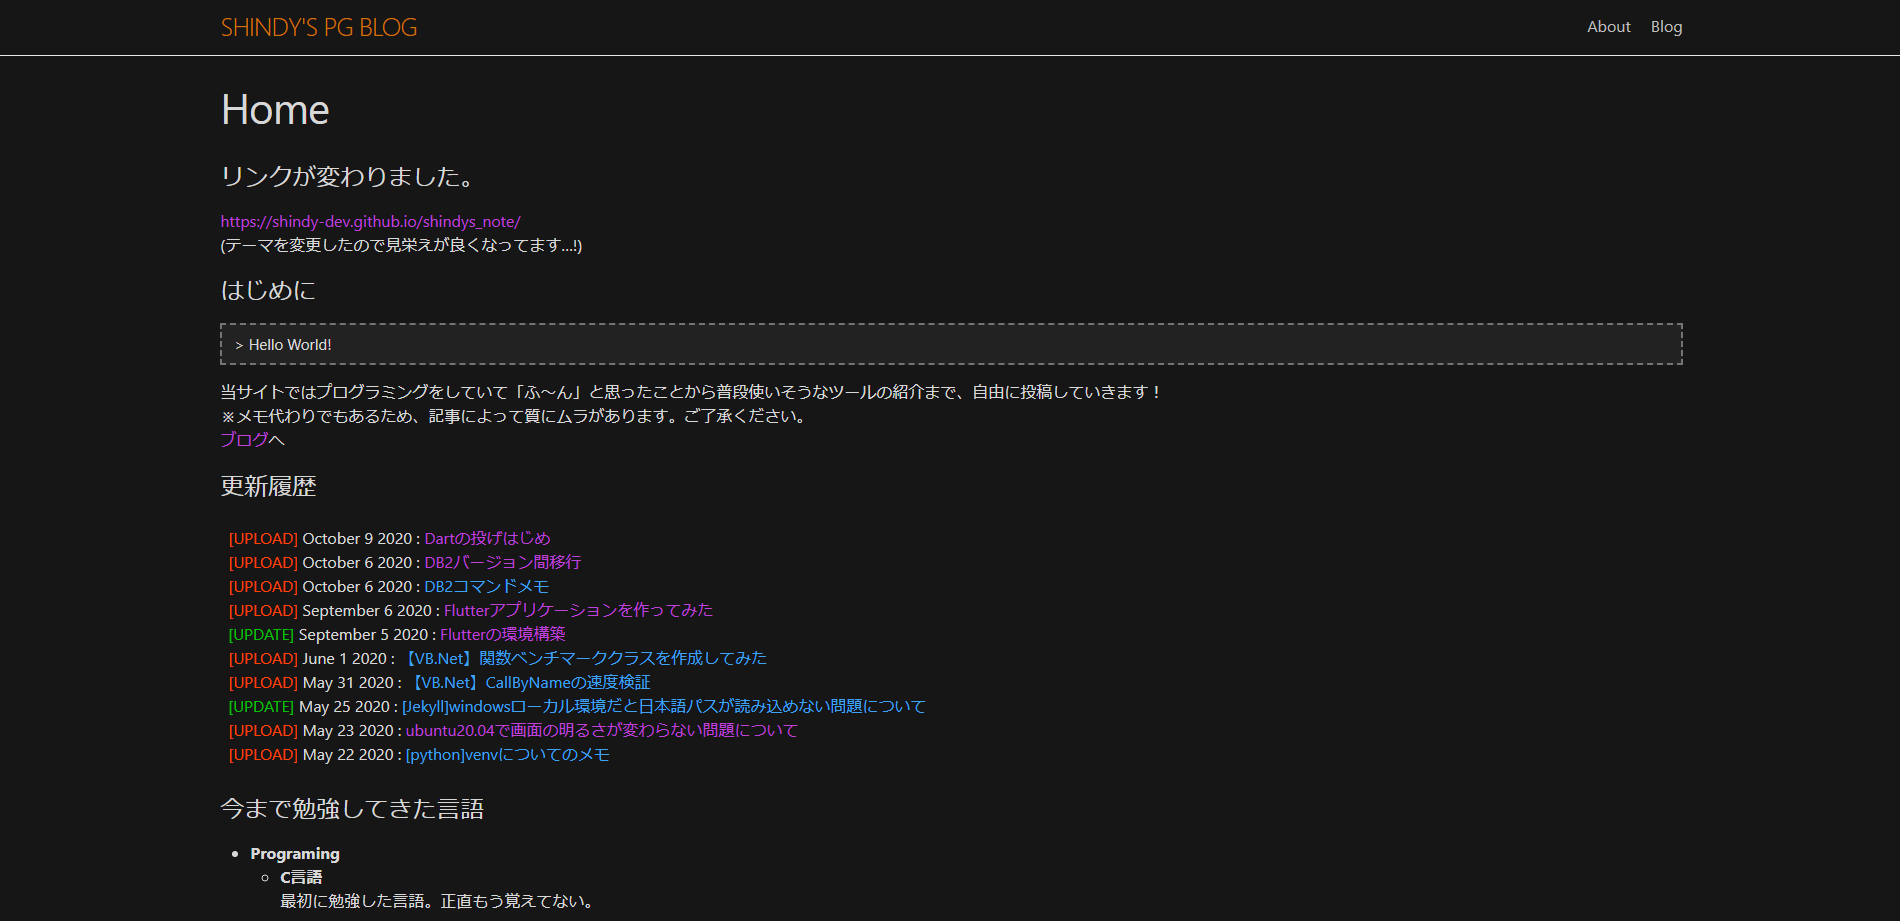 SHINDY'S PG BLOG
About Blog
Home
リンクが変わりました。
https://shindy-dev.github.io/shindys_note/
(テーマを変更したので見栄えが良くなってます...!)
はじめに
> Hello World!
当サイトではプログラミングをしていて「ふ～ん」と思ったことから普段使いそうなツールの紹介まで、自由に投稿していきます！
※メモ代わりでもあるため、記事によって質にムラがあります。ご了承ください。
ブログへ
更新履歴
[UPLOAD] October 9 2020 : Dartの投げはじめ
[UPLOAD] October 6 2020 : DB2バージョン間移行
[UPLOAD] October 6 2020 : DB2コマンドメモ
[UPLOAD] September 6 2020 : Flutterアプリケーションを作ってみた
[UPDATE] September 5 2020 : Flutterの環境構築
[UPLOAD] June 1 2020 : 【VB.Net】関数ベンチマーククラスを作成してみた
[UPLOAD] May 31 2020 : 【VB.Net】CallByNameの速度検証
[UPDATE] May 25 2020 : [Jekyll]windowsローカル環境だと日本語パスが読み込めない問題について
[UPLOAD] May 23 2020 : ubuntu20.04で画面の明るさが変わらない問題について
[UPLOAD] May 22 2020 : [python]venvについてのメモ
今まで勉強してきた言語
Programing
C言語
最初に勉強した言語。正直もう覚えてない。